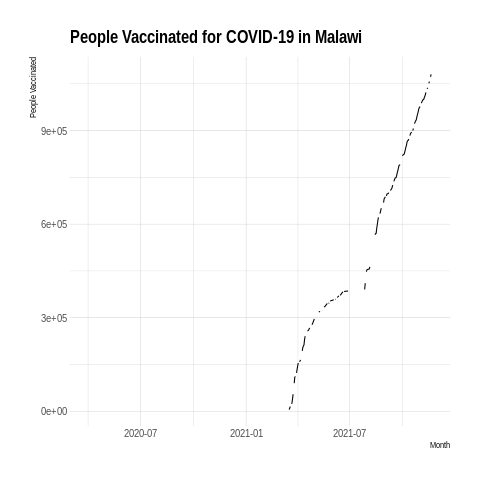 People Vaccinated for COVID-19 in Malawi
People Vaccinated
9e+05
6e+05
3e+05
0e+00
2020-07 2021-01 2021-07
Month